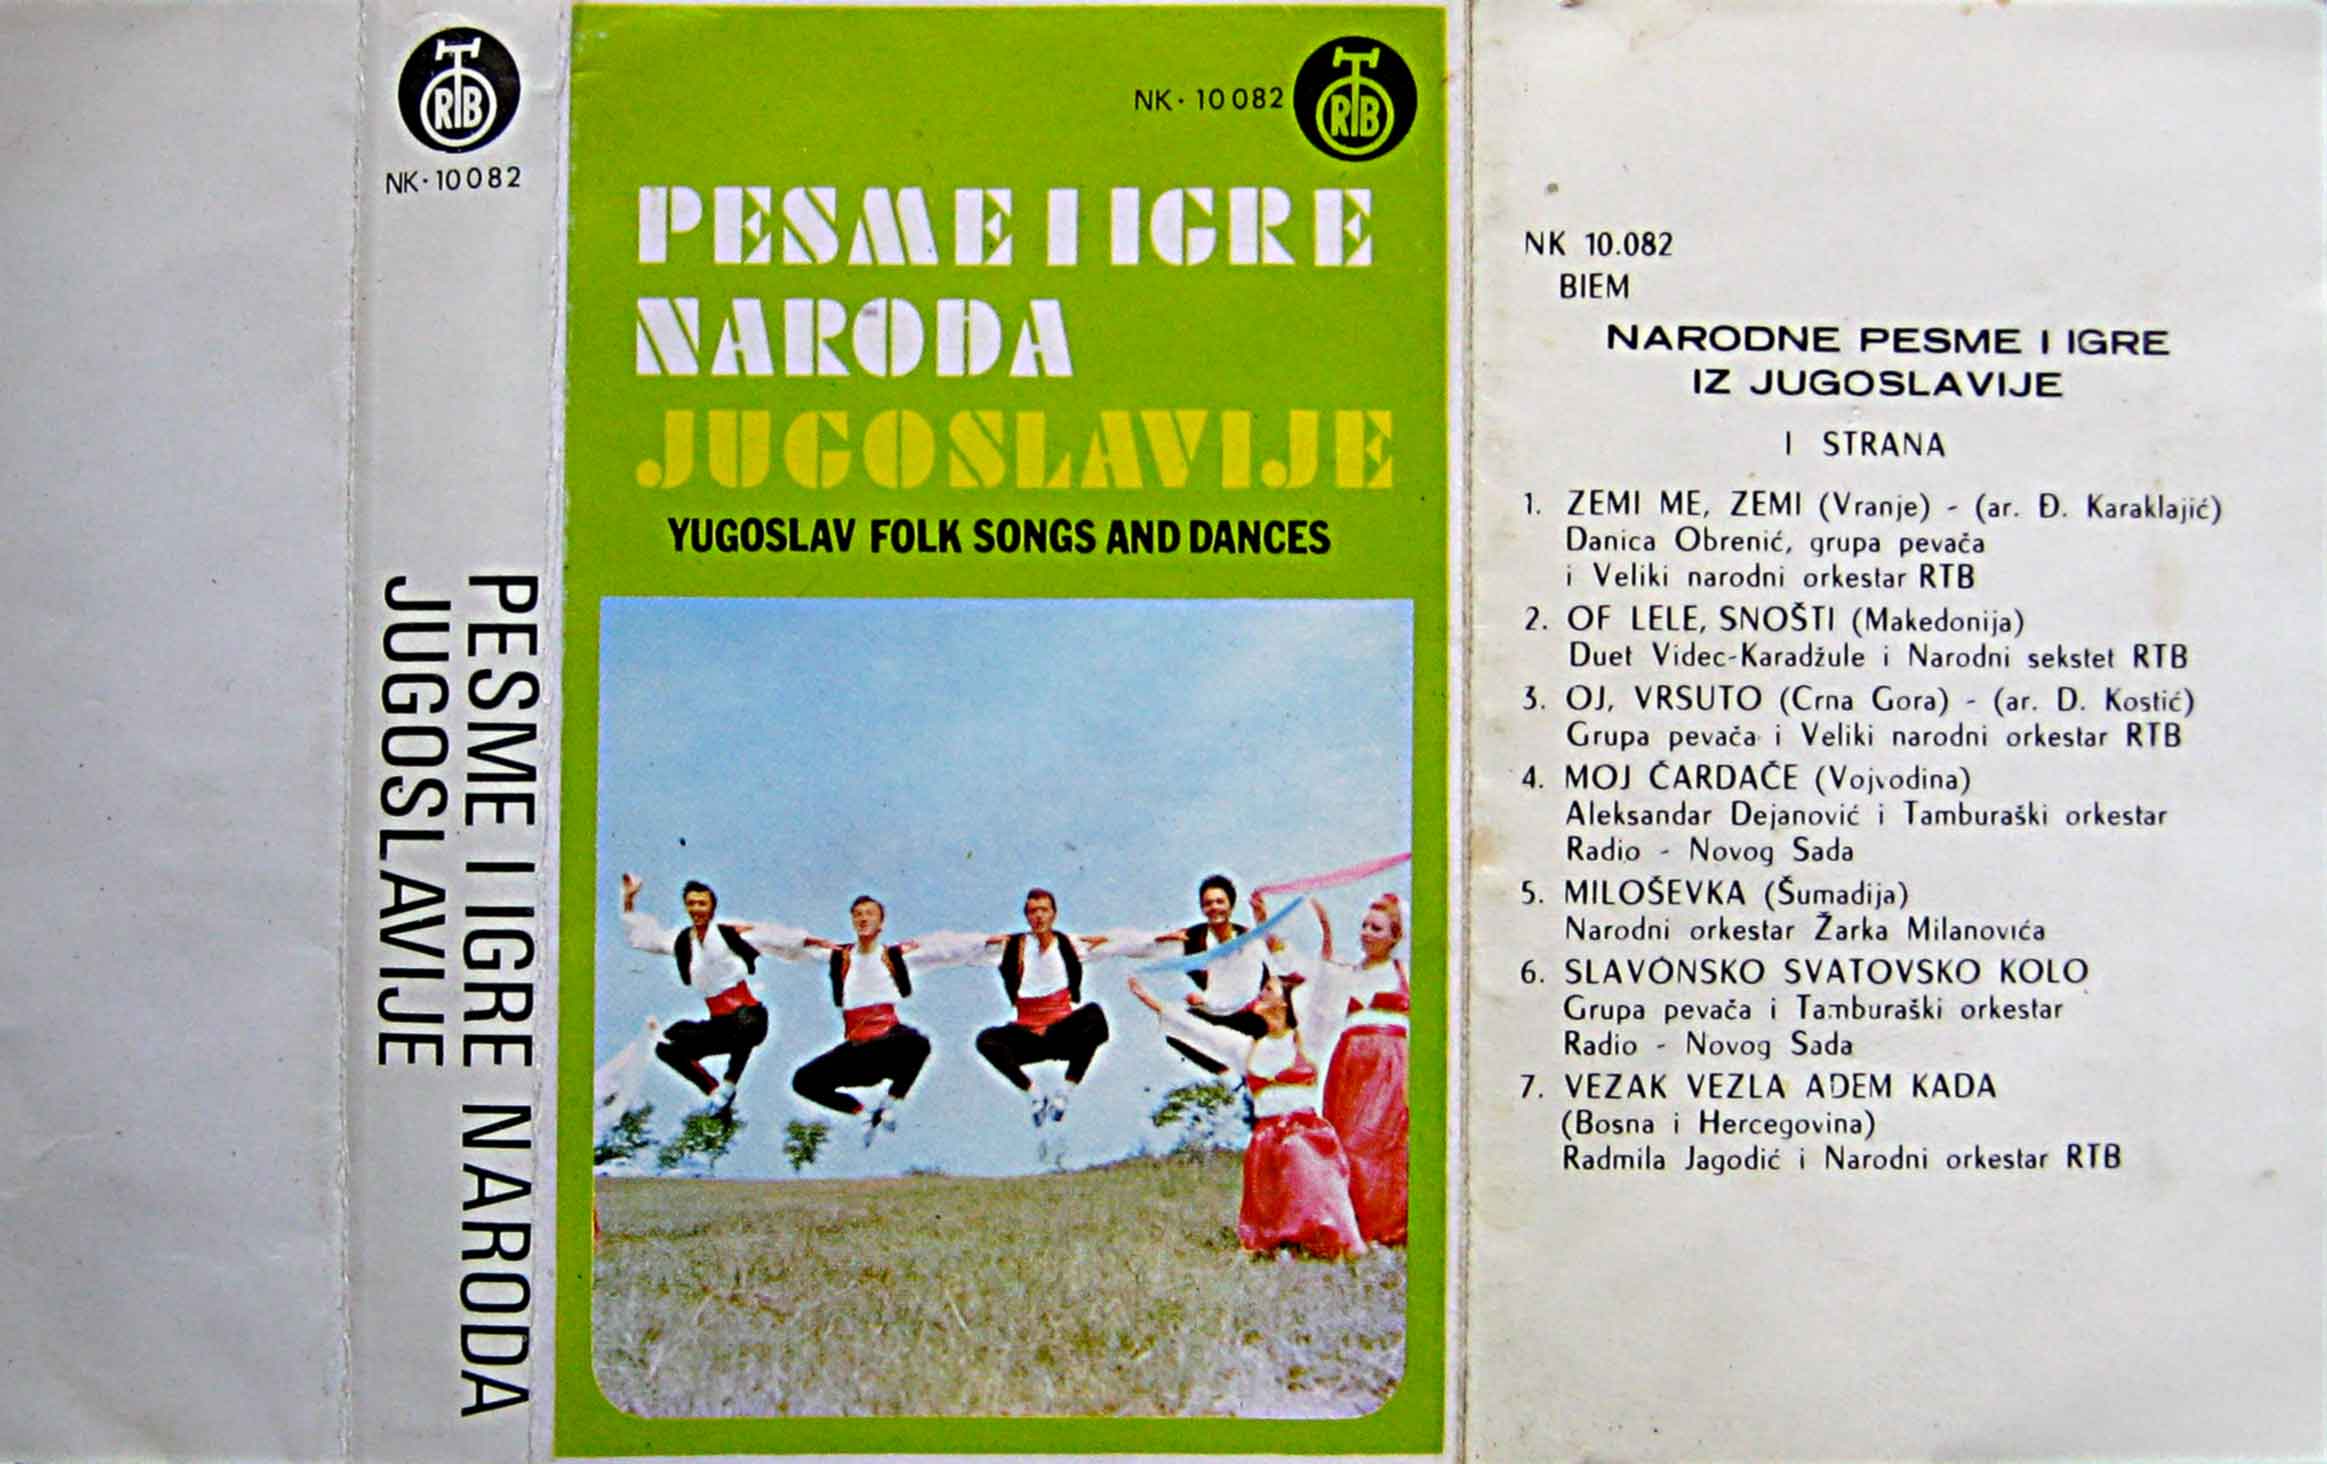 RTB
NK·10082
PESME I IGRE NARODA
JUGOSLAVIJE
NK·10082
RTB
PESME I IGRE
NARODA
JUGOSLAVIJE
YUGOSLAV FOLK SONGS AND DANCES
NK 10.082
BIEM
NARODNE PESME I IGRE
IZ JUGOSLAVIJE
I STRANA
1. ZEMI ME, ZEMI (Vranje) - (ar. Đ. Karaklajić)
Danica Obrenić, grupa pevača
i Veliki narodni orkestar RTB
2. OF LELE, SNOŠTI (Makedonija)
Duet Videc-Karadžule i Narodni sekstet RTB
3. OJ, VRSUTO (Crna Gora) - (ar. D. Kostić)
Grupa pevača i Veliki narodni orkestar RTB
4. MOJ ČARDAČE (Vojvodina)
Aleksandar Dejanović i Tamburaški orkestar
Radio - Novog Sada
5. MILOŠEVKA (Šumadija)
Narodni orkestar Žarka Milanovića
6. SLAVONSKO SVATOVSKO KOLO
Grupa pevača i Tamburaški orkestar
Radio - Novog Sada
7. VEZAK VEZLA ADEM KADA
(Bosna i Hercegovina)
Radmila Jagodić i Narodni orkestar RTB